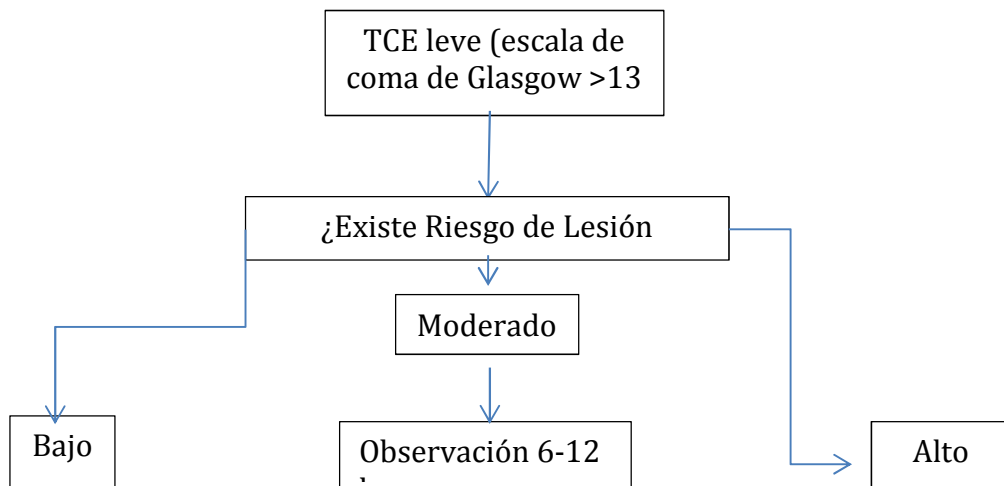 TCE leve (escala de
coma de Glasgow >13
¿Existe Riesgo de Lesión
Moderado
Bajo
Observación 6-12
Alto